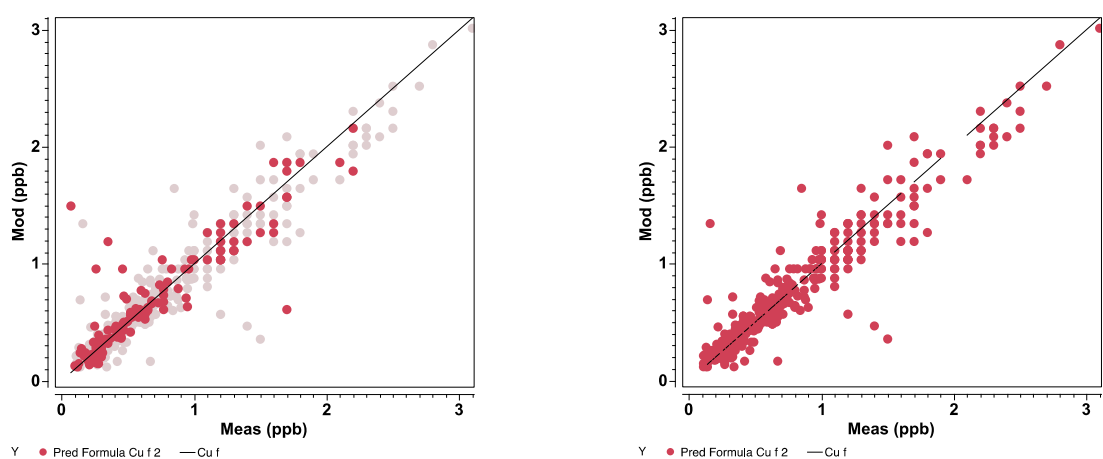 3
2
1
0
Mod (ppb)
0 1 2 3
Meas (ppb)
Y Pred Formula Cu f 2 Cu f
3
2
1
0
Mod (ppb)
0 1 2 3
Meas (ppb)
Y Pred Formula Cu f 2 Cu f